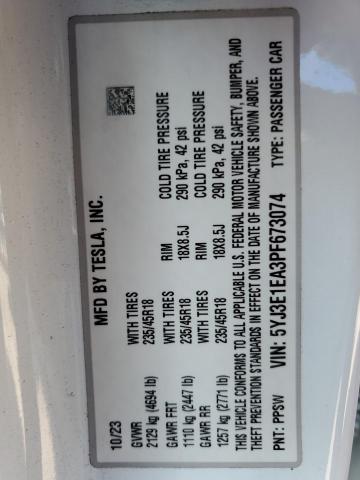 MFD BY TESLA, INC.
10/23
GVWR WITH TIRES RIM COLD TIRE PRESSURE
2129 kg (4694 lb) 235/45R18 18X8.5J 290 kPa, 42 psi
GAWR FRT WITH TIRES RIM COLD TIRE PRESSURE
1110 kg (2447 lb) 235/45R18 18X8.5J 290 kPa, 42 psi
GAWR RR
1257 kg (2771 lb) 235/45R18
THIS VEHICLE CONFORMS TO ALL APPLICABLE U.S. FEDERAL MOTOR VEHICLE SAFETY, BUMPER, AND
THEFT PREVENTION STANDARDS IN EFFECT ON THE DATE OF MANUFACTURE SHOWN ABOVE.
PNT: PPSW VIN: 5YJ3E1EA3PF673074 TYPE: PASSENGER CAR